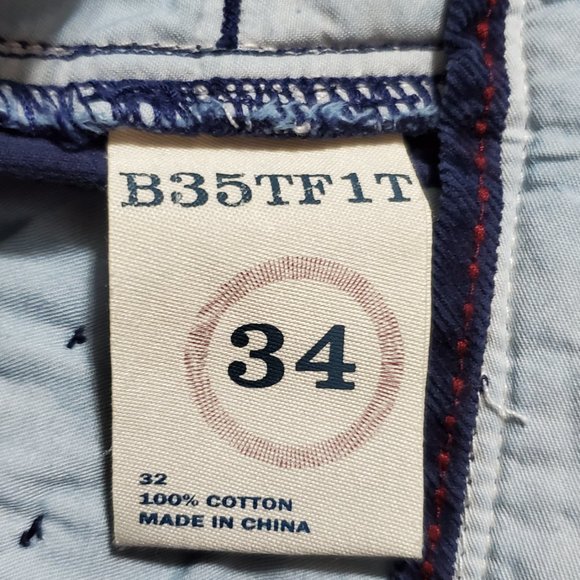 B35TF1T
34
32
100% COTTON
MADE IN CHINA